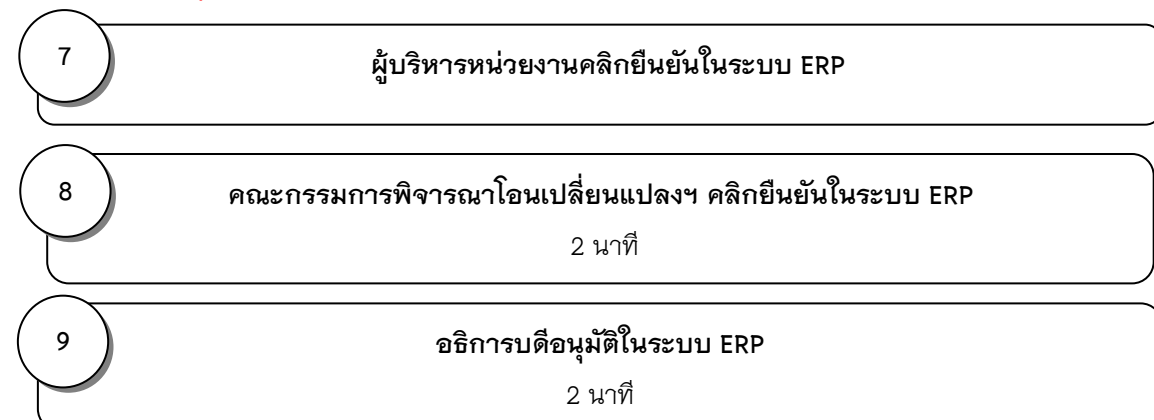 7
ผู้บริหารหน่วยงานคลิกยืนยันในระบบ ERP
8
คณะกรรมการพิจารณาโอนเปลี่ยนแปลงฯ คลิกยืนยันในระบบ ERP
2 นาที
9
อธิการบดีอนุมัติในระบบ ERP
2 นาที